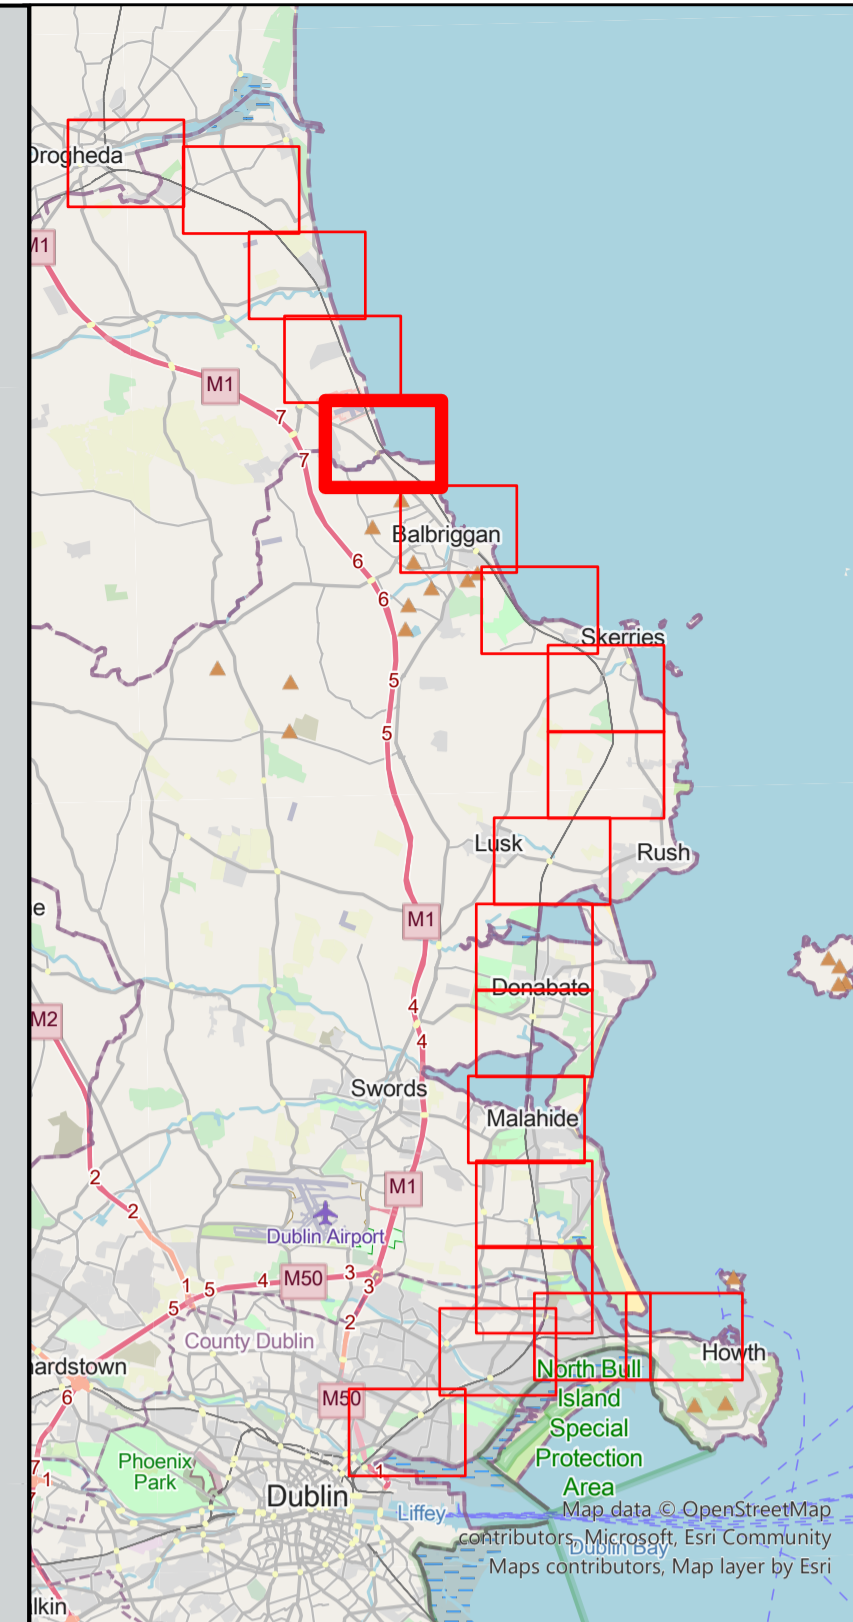 Drogheda
M1
M1
7
7
Balbriggan
6
6
Skerries
5
5
Lusk
Rush
e
M1
Donabate
M2
4
4
Swords
Malahide
2
M1
2
Dublin Airport
1
5
4
M50
3
3
5
2
County Dublin
Howth
hardstown
6
North Bull
Island
Special
Protection
Area
M50
Phoenix
Park
7
1
1
Dublin
Liffey
Map data © OpenStreetMap
contributors, Microsoft, Esri Community
Dublin Bay
Maps contributors, Map layer by Esri
lkin